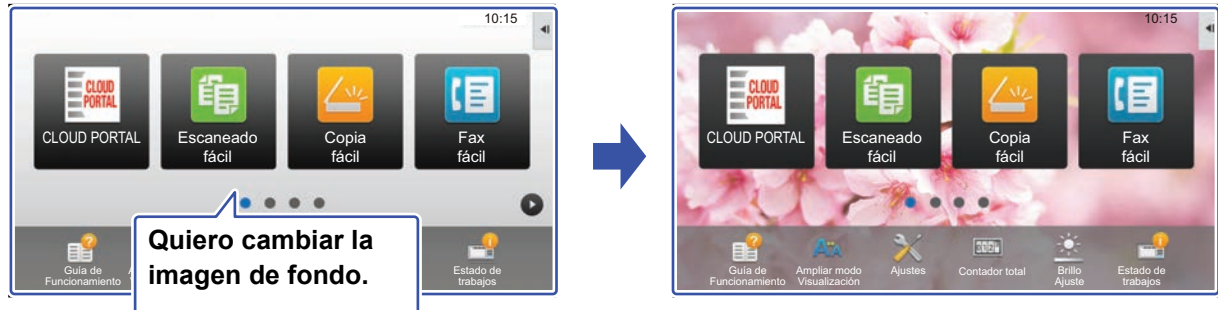 10:15
CLOUD
PORTAL
CLOUD PORTAL
Escaneado
fácil
Copia
fácil
Fax
fácil
Quiero cambiar la
imagen de fondo.
Guía de
Funcionamiento
Estado de
trabajos
10:15
CLOUD
PORTAL
CLOUD PORTAL
Escaneado
fácil
Copia
fácil
Fax
fácil
Guía de
Funcionamiento
Ampliar modo
Visualización
Ajustes
Contador total
Brillo
Ajuste
Estado de
trabajos